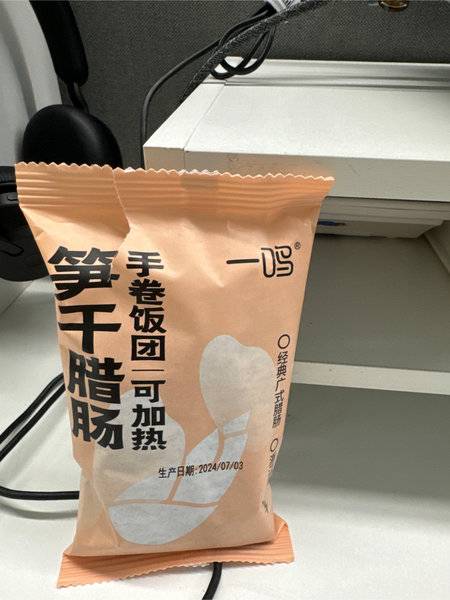 一鸣®
笋干腊肠
手卷饭团|可加热
○经典广式腊肠
生产日期:2024/07/03